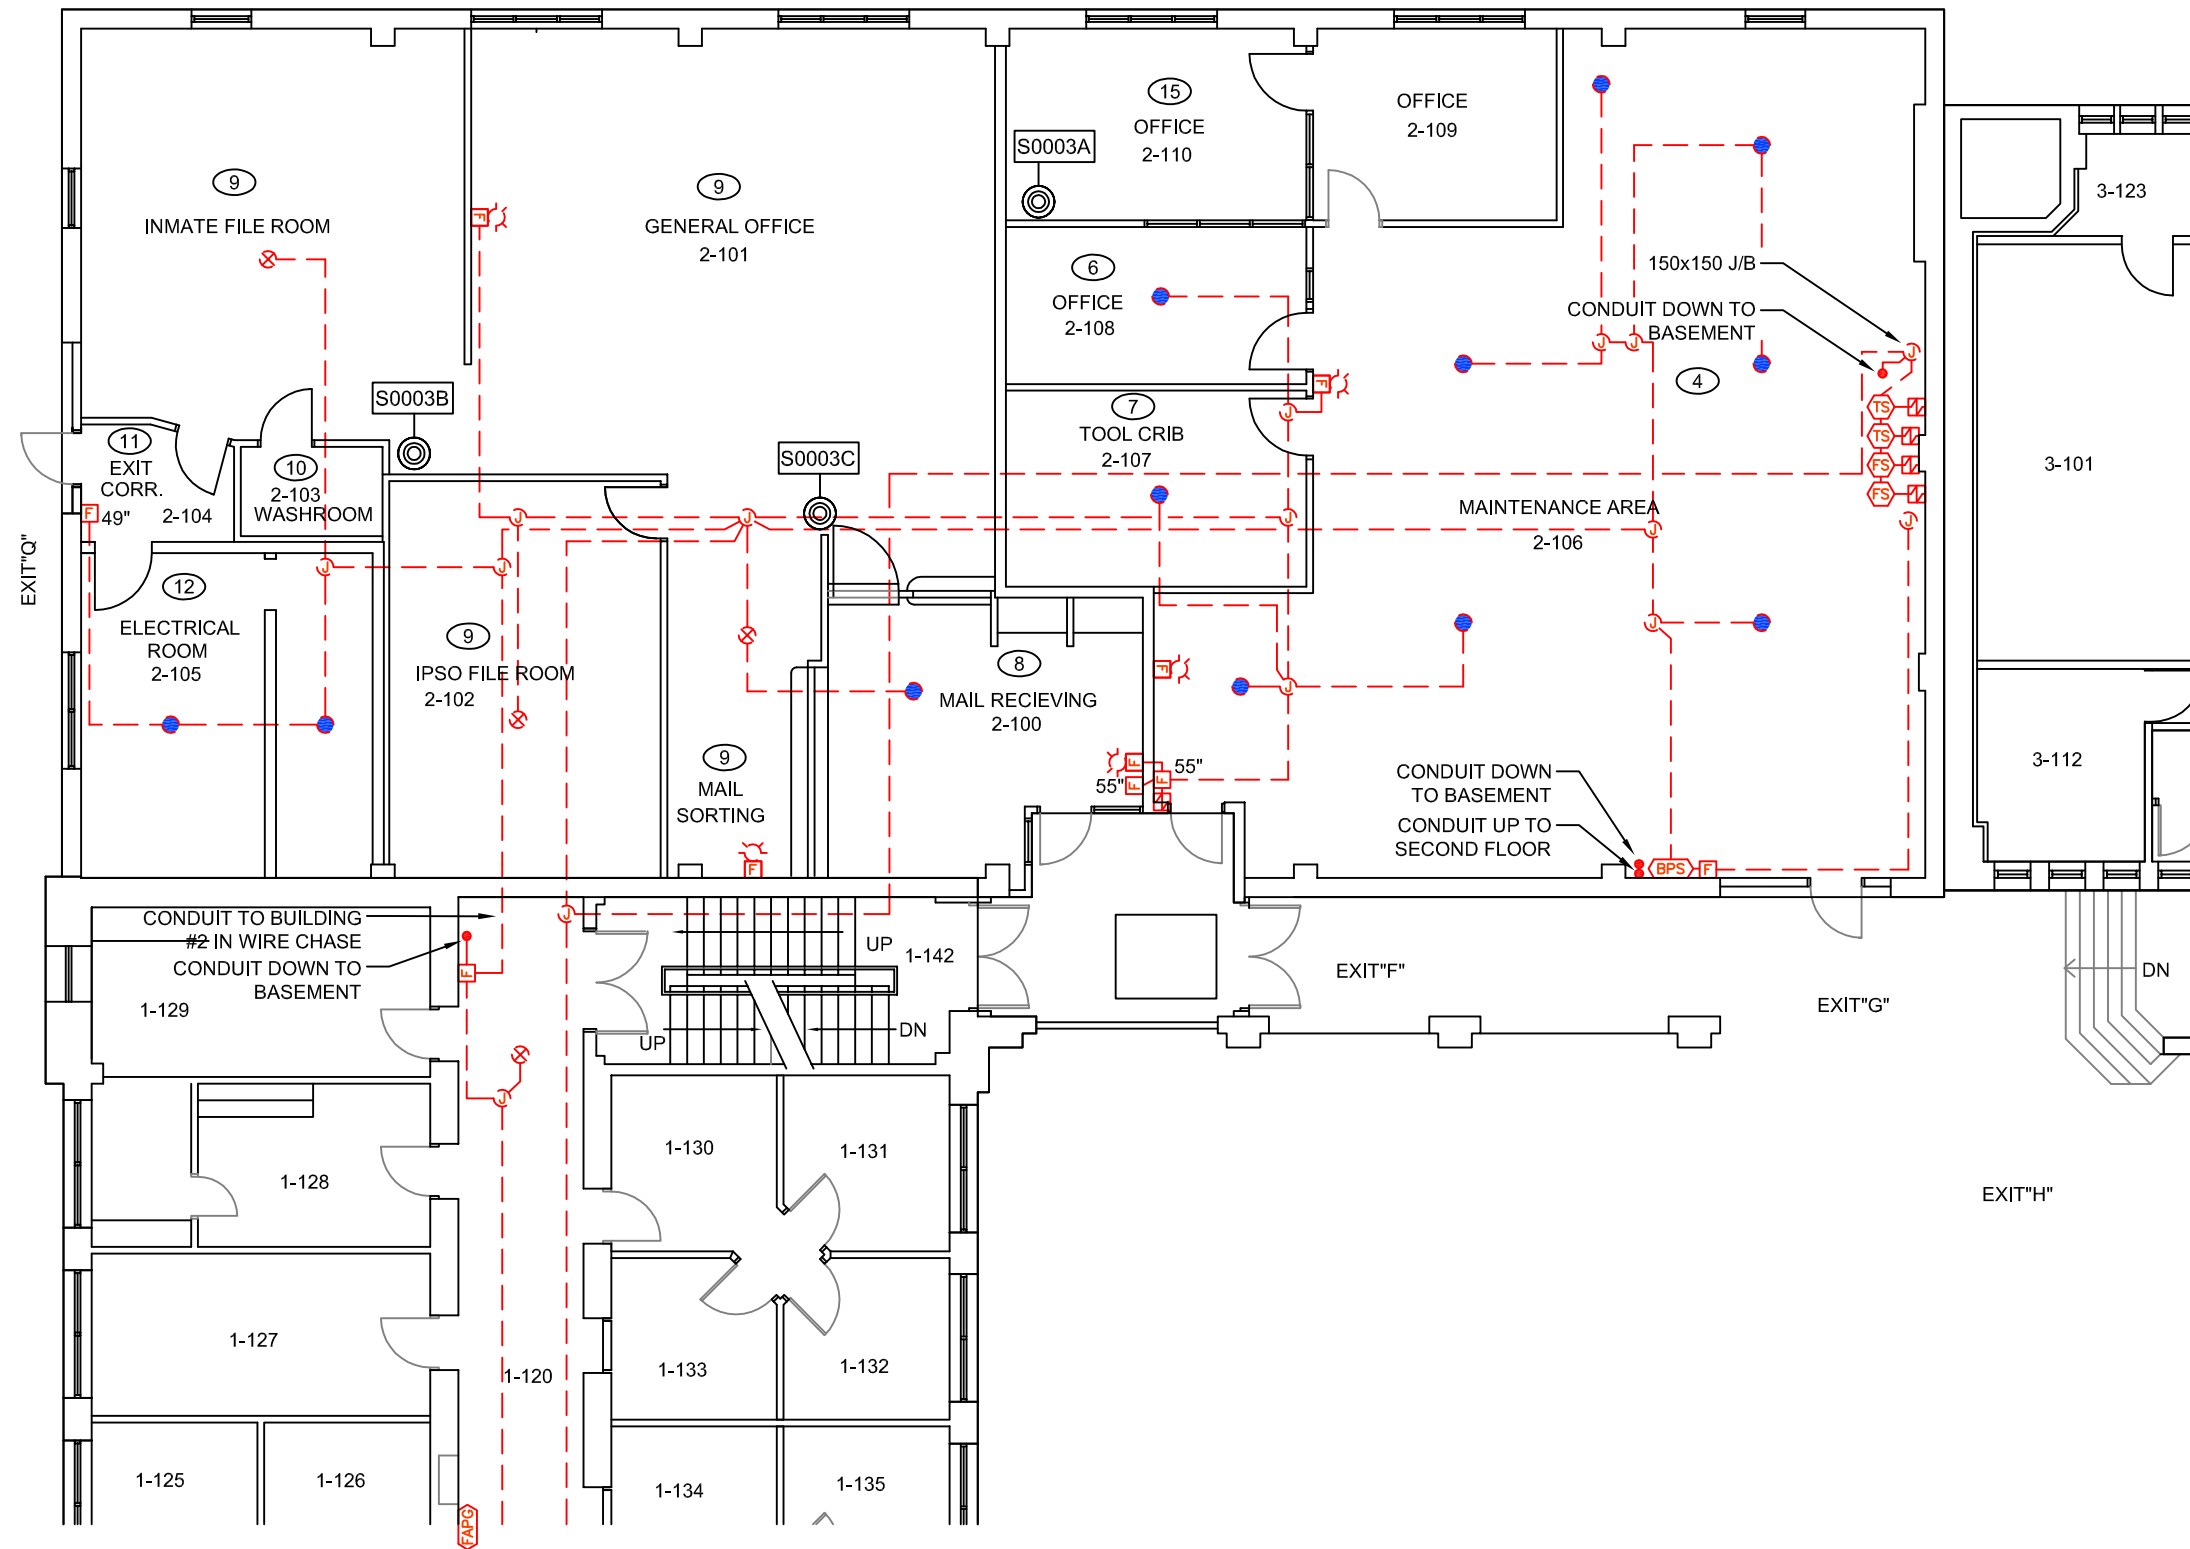 15
OFFICE
2-110
S0003A
OFFICE
2-109
9
INMATE FILE ROOM
9
GENERAL OFFICE
2-101
F
3-123
6
OFFICE
2-108
150x150 J/B
CONDUIT DOWN TO
BASEMENT
J
J
J
4
F
J
S0003B
7
TOOL CRIB
2-107
TS
TS
FS
FS
11
EXIT
CORR.
2-104
F
49"
10
2-103
WASHROOM
S0003C
3-101
MAINTENANCE AREA
2-106
J
J
J
J
J
J
J
EXIT"Q"
12
ELECTRICAL
ROOM
2-105
9
IPSO FILE ROOM
2-102
8
MAIL RECIEVING
2-100
J
F
J
9
MAIL
SORTING
F
F
F
55"
55"
F
3-112
CONDUIT DOWN
TO BASEMENT
CONDUIT UP TO
SECOND FLOOR
BPS
F
CONDUIT TO BUILDING
#2 IN WIRE CHASE
CONDUIT DOWN TO
BASEMENT
J
F
UP
1-142
EXIT"F"
EXIT"G"
DN
1-129
UP
DN
J
1-130
1-131
1-128
EXIT"H"
1-127
1-120
1-133
1-132
1-125
1-126
1-134
1-135
FAPG